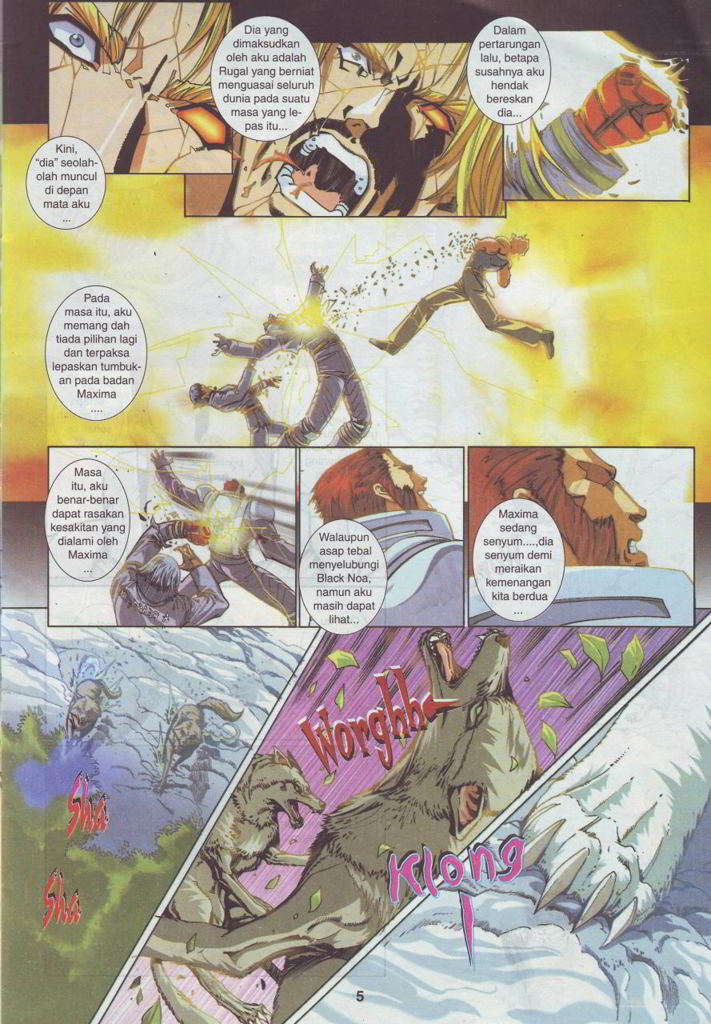 Kini,
"dia" seolah-
olah muncul
di depan
mata aku
...
Dia yang
dimaksudkan
oleh aku adalah
Rugal yang berniat
menguasai seluruh
dunia pada suatu
masa yang le-
pas itu...
Dalam
pertarungan
lalu, betapa
susahnya aku
hendak
bereskan
dia...
Pada
masa itu, aku
memang dah
tiada pilihan lagi
dan terpaksa
lepaskan tumbuk-
an pada badan
Maxima
....
Masa
itu, aku
benar-benar
dapat rasakan
kesakitan yang
dialami oleh
Maxima
...
Walaupun
asap tebal
menyelubungi
Black Noa,
namun aku
masih dapat
lihat...
Maxima
sedang
senyum....,dia
senyum demi
meraikan
kemenangan
kita berdua
...
Sha
Sha
Worghh
Klong
5